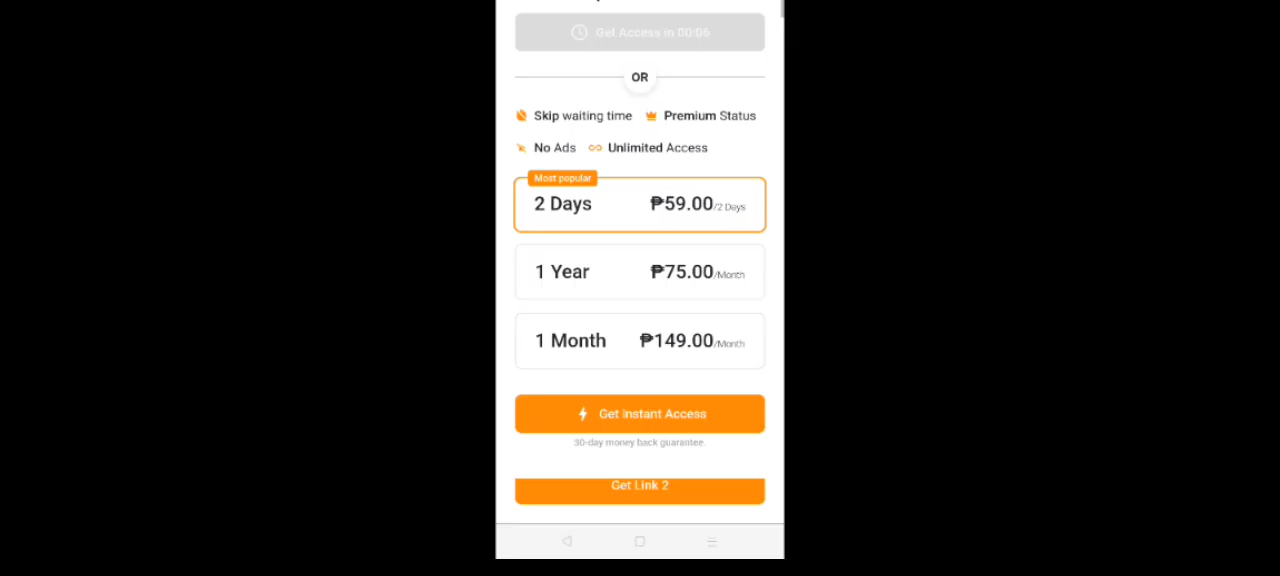 Get Access in 00:06
OR
Skip waiting time Premium Status
No Ads Unlimited Access
Most popular
2 Days ₱59.00/2 Days
1 Year ₱75.00/Month
1 Month ₱149.00/Month
Get Instant Access
30-day money back guarantee.
Get Link 2